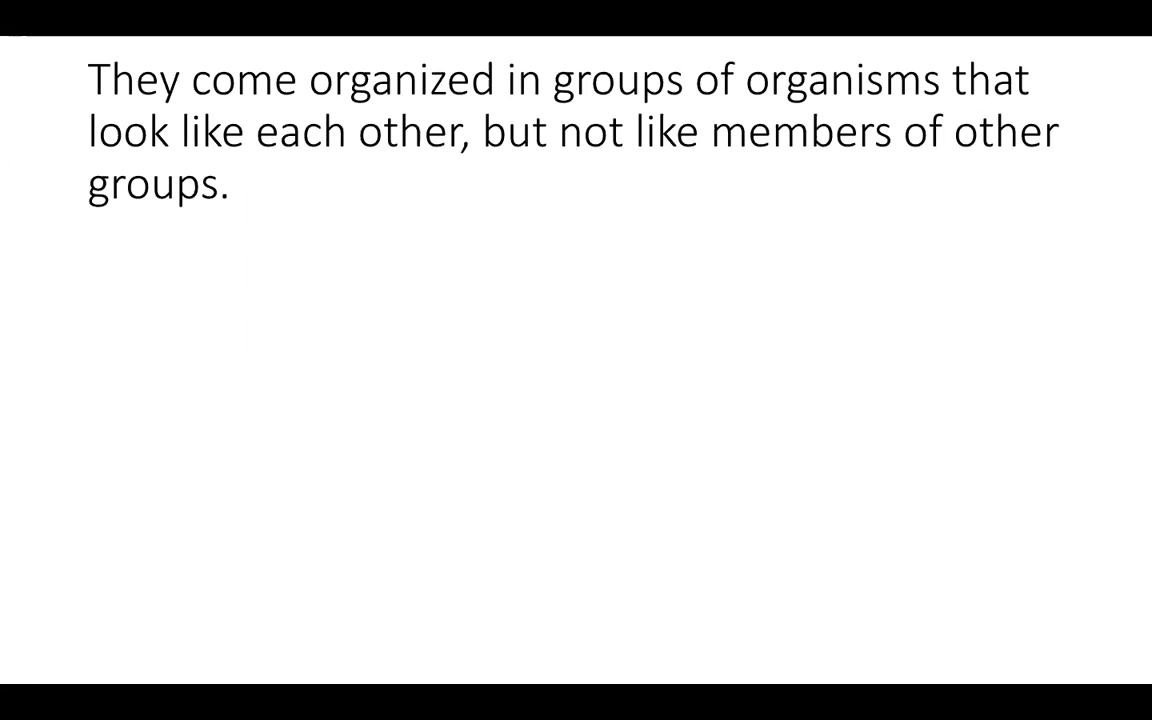 They come organized in groups of organisms that
look like each other, but not like members of other
groups.